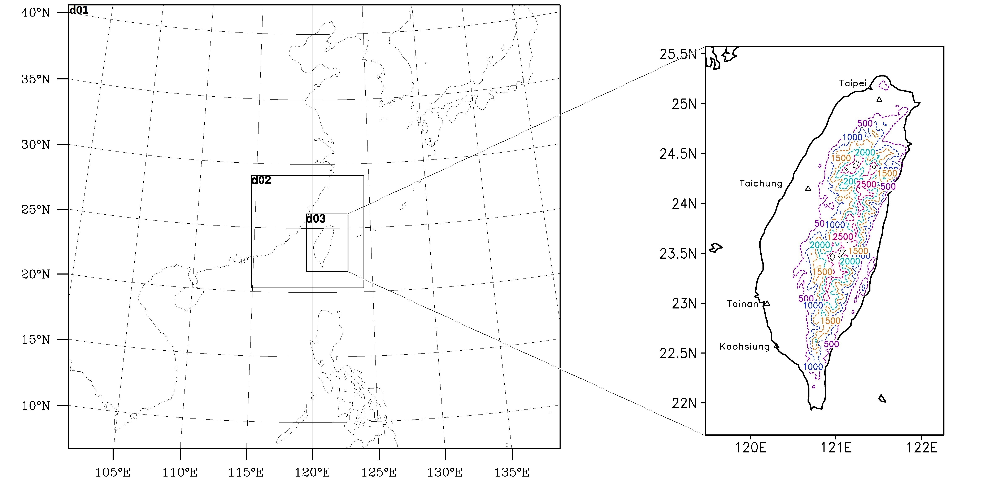 40°N
35°N
30°N
25°N
20°N
15°N
10°N
105°E
110°E
115°E
120°E
125°E
130°E
135°E
d01
d02
d03
25.5N
25N
24.5N
24N
23.5N
23N
22.5N
22N
120E
121E
122E
Taipei
Taichung
Tainan
Kaohsiung
500
1000
2000
1500
1500
2500
500
1000
2500
2000
1500
2000
1500
500
1000
1500
500
1000